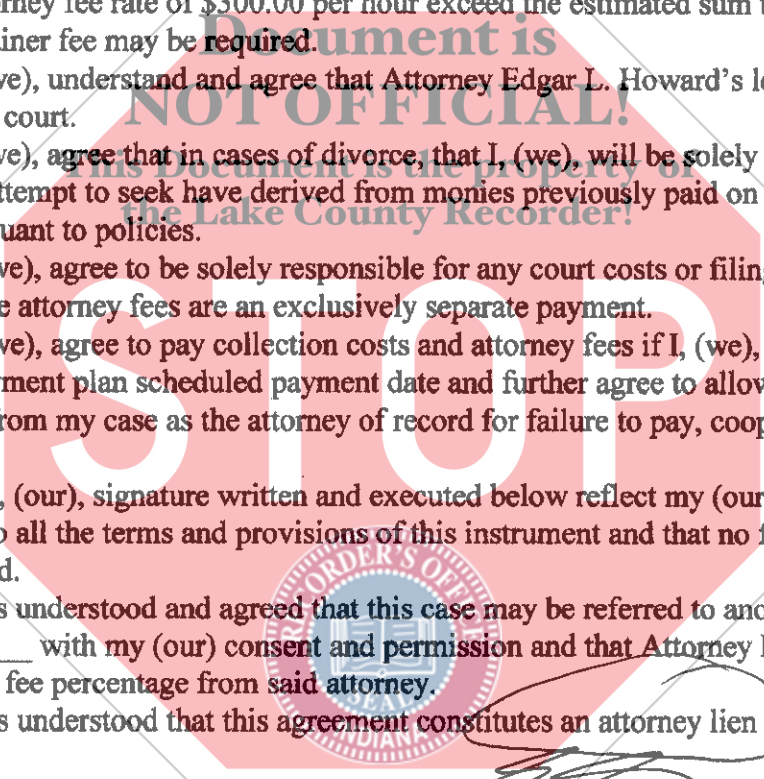 rney fee rate of $300.00 per hour exceed the estimated sum
iner fee may be required.
ve), understand and agree that Attorney Edgar L. Howard's
court.
ve), agree that in cases of divorce, that I, (we), will be solely
ttempt to seek have derived from monies previously paid on
uant to policies.
ve), agree to be solely responsible for any court costs or filing
e attorney fees are an exclusively separate payment.
ve), agree to pay collection costs and attorney fees if I, (we),
ment plan scheduled payment date and further agree to allow
rom my case as the attorney of record for failure to pay, coop
, (our), signature written and executed below reflect my (our
o all the terms and provisions of this instrument and that no
d.
s understood and agreed that this case may be referred to
___ with my (our) consent and permission and that Attorney
fee percentage from said attorney.
s understood that this agreement constitutes an attorney lien
Document is
NOT OFFICIAL!
This Document is the property of
the Lake County Recorder!
STOP
RECORDER'S OFFICE
SEAL
INDIANA